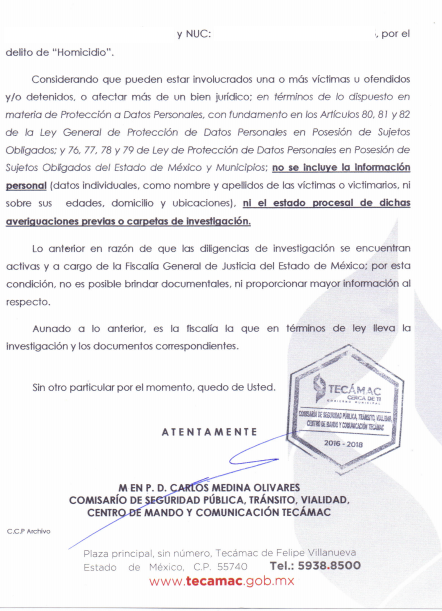 y NUC: , por el
delito de “Homicidio”.
Considerando que pueden estar involucrados una o más víctimas u ofendidos
y/o detenidos, o afectar más de un bien jurídico; en términos de lo dispuesto en
materia de Protección a Datos Personales, con fundamento en los Artículos 80, 81 y 82
de la Ley General de Protección de Datos Personales en Posesión de Sujetos
Obligados; y 76, 77, 78 y 79 de Ley de Protección de Datos Personales en Posesión de
Sujetos Obligados del Estado de México y Municipios; no se incluye la información
personal (datos individuales, como nombre y apellidos de las víctimas o victimarios, ni
sobre sus edades, domicilio y ubicaciones), ni el estado procesal de dichas
averiguaciones previas o carpetas de investigación.
Lo anterior en razón de que las diligencias de investigación se encuentran
activas y a cargo de la Fiscalía General de Justicia del Estado de México; por esta
condición, no es posible brindar documentales, ni proporcionar mayor información al
respecto.
Aunado a lo anterior, es la fiscalía la que en términos de ley lleva la
investigación y los documentos correspondientes.
Sin otro particular por el momento, quedo de Usted.
TECÁMAC
CERCA DE TI
GOBIERNO MUNICIPAL
COMISARÍA DE SEGURIDAD PÚBLICA, TRÁNSITO, VIALIDAD,
CENTRO DE MANDO Y COMUNICACIÓN TECÁMAC
2016 - 2018
ATENTAMENTE
M EN P. D. CARLOS MEDINA OLIVARES
COMISARÍO DE SEGURIDAD PÚBLICA, TRÁNSITO, VIALIDAD,
CENTRO DE MANDO Y COMUNICACIÓN TECÁMAC
C.C.P Archivo
Plaza principal, sin número, Tecámac de Felipe Villanueva
Estado de México, C.P. 55740 Tel.: 5938.8500
www.tecamac.gob.mx